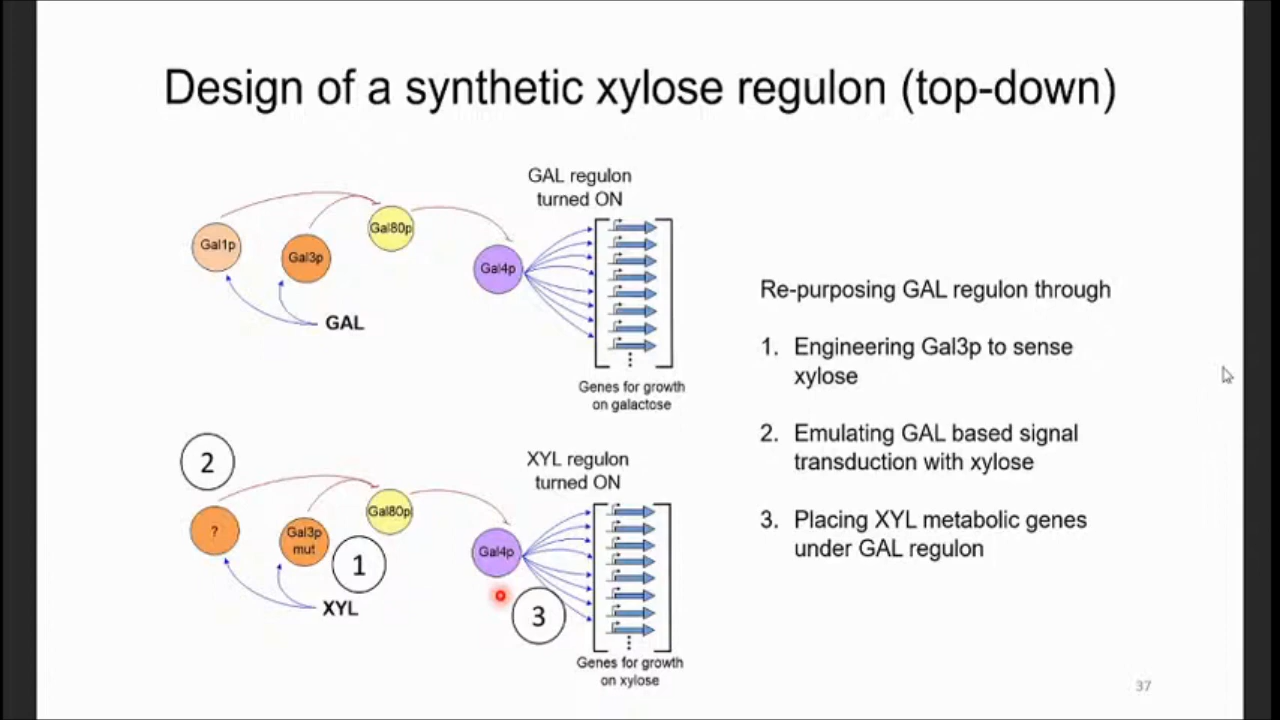 Design of a synthetic xylose regulon (top-down)
GAL regulon
turned ON
Gal1p
Gal3p
Gal80p
Gal4p
GAL
Genes for growth
on galactose
2
XYL regulon
turned ON
?
Gal3p
mut
1
Gal80p
Gal4p
3
XYL
Genes for growth
on xylose
Re-purposing GAL regulon through
1. Engineering Gal3p to sense
xylose
2. Emulating GAL based signal
transduction with xylose
3. Placing XYL metabolic genes
under GAL regulon
37